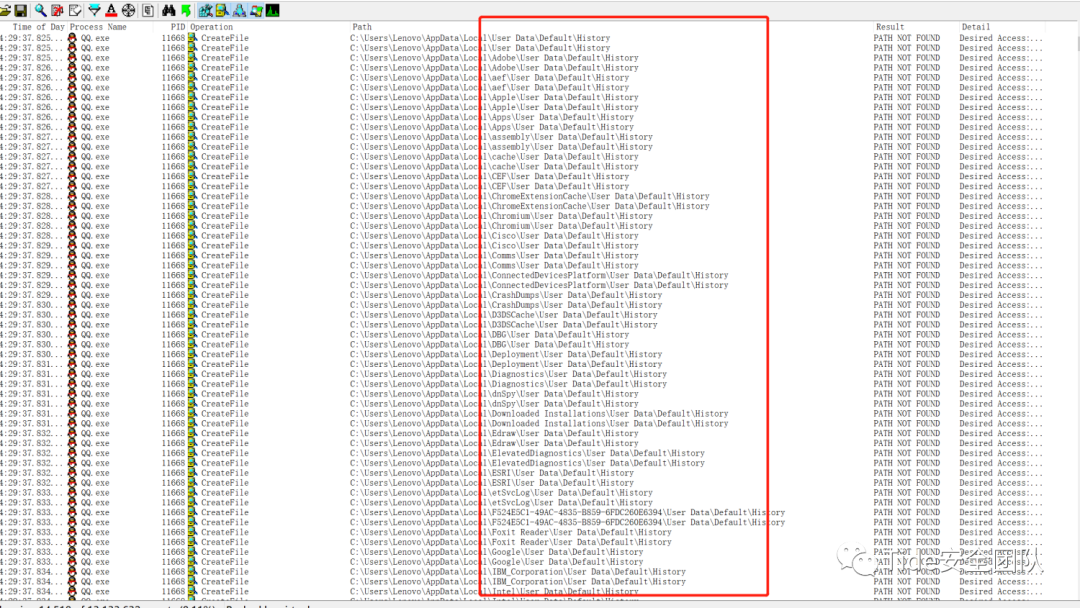 Time of Day Process Name PID Operation Path Result Detail
4:29:37.825... QQ.exe 11668 CreateFile C:\Users\Lenovo\AppData\Local\User Data\Default\History PATH NOT FOUND Desired Access:...
4:29:37.825... QQ.exe 11668 CreateFile C:\Users\Lenovo\AppData\Local\User Data\Default\History PATH NOT FOUND Desired Access:...
4:29:37.825... QQ.exe 11668 CreateFile C:\Users\Lenovo\AppData\Local\Adobe\User Data\Default\History PATH NOT FOUND Desired Access:...
4:29:37.826... QQ.exe 11668 CreateFile C:\Users\Lenovo\AppData\Local\Adobe\User Data\Default\History PATH NOT FOUND Desired Access:...
4:29:37.826... QQ.exe 11668 CreateFile C:\Users\Lenovo\AppData\Local\aef\User Data\Default\History PATH NOT FOUND Desired Access:...
4:29:37.826... QQ.exe 11668 CreateFile C:\Users\Lenovo\AppData\Local\aef\User Data\Default\History PATH NOT FOUND Desired Access:...
4:29:37.826... QQ.exe 11668 CreateFile C:\Users\Lenovo\AppData\Local\Apple\User Data\Default\History PATH NOT FOUND Desired Access:...
4:29:37.826... QQ.exe 11668 CreateFile C:\Users\Lenovo\AppData\Local\Apple\User Data\Default\History PATH NOT FOUND Desired Access:...
4:29:37.826... QQ.exe 11668 CreateFile C:\Users\Lenovo\AppData\Local\Apps\User Data\Default\History PATH NOT FOUND Desired Access:...
4:29:37.826... QQ.exe 11668 CreateFile C:\Users\Lenovo\AppData\Local\Apps\User Data\Default\History PATH NOT FOUND Desired Access:...
4:29:37.827... QQ.exe 11668 CreateFile C:\Users\Lenovo\AppData\Local\assembly\User Data\Default\History PATH NOT FOUND Desired Access:...
4:29:37.827... QQ.exe 11668 CreateFile C:\Users\Lenovo\AppData\Local\assembly\User Data\Default\History PATH NOT FOUND Desired Access:...
4:29:37.827... QQ.exe 11668 CreateFile C:\Users\Lenovo\AppData\Local\cache\User Data\Default\History PATH NOT FOUND Desired Access:...
4:29:37.827... QQ.exe 11668 CreateFile C:\Users\Lenovo\AppData\Local\cache\User Data\Default\History PATH NOT FOUND Desired Access:...
4:29:37.827... QQ.exe 11668 CreateFile C:\Users\Lenovo\AppData\Local\CEF\User Data\Default\History PATH NOT FOUND Desired Access:...
4:29:37.827... QQ.exe 11668 CreateFile C:\Users\Lenovo\AppData\Local\CEF\User Data\Default\History PATH NOT FOUND Desired Access:...
4:29:37.828... QQ.exe 11668 CreateFile C:\Users\Lenovo\AppData\Local\ChromeExtensionCache\User Data\Default\History PATH NOT FOUND Desired Access:...
4:29:37.828... QQ.exe 11668 CreateFile C:\Users\Lenovo\AppData\Local\ChromeExtensionCache\User Data\Default\History PATH NOT FOUND Desired Access:...
4:29:37.828... QQ.exe 11668 CreateFile C:\Users\Lenovo\AppData\Local\Chromium\User Data\Default\History PATH NOT FOUND Desired Access:...
4:29:37.828... QQ.exe 11668 CreateFile C:\Users\Lenovo\AppData\Local\Chromium\User Data\Default\History PATH NOT FOUND Desired Access:...
4:29:37.828... QQ.exe 11668 CreateFile C:\Users\Lenovo\AppData\Local\Cisco\User Data\Default\History PATH NOT FOUND Desired Access:...
4:29:37.829... QQ.exe 11668 CreateFile C:\Users\Lenovo\AppData\Local\Cisco\User Data\Default\History PATH NOT FOUND Desired Access:...
4:29:37.829... QQ.exe 11668 CreateFile C:\Users\Lenovo\AppData\Local\Comms\User Data\Default\History PATH NOT FOUND Desired Access:...
4:29:37.829... QQ.exe 11668 CreateFile C:\Users\Lenovo\AppData\Local\Comms\User Data\Default\History PATH NOT FOUND Desired Access:...
4:29:37.829... QQ.exe 11668 CreateFile C:\Users\Lenovo\AppData\Local\ConnectedDevicesPlatform\User Data\Default\History PATH NOT FOUND Desired Access:...
4:29:37.829... QQ.exe 11668 CreateFile C:\Users\Lenovo\AppData\Local\ConnectedDevicesPlatform\User Data\Default\History PATH NOT FOUND Desired Access:...
4:29:37.829... QQ.exe 11668 CreateFile C:\Users\Lenovo\AppData\Local\CrashDumps\User Data\Default\History PATH NOT FOUND Desired Access:...
4:29:37.830... QQ.exe 11668 CreateFile C:\Users\Lenovo\AppData\Local\CrashDumps\User Data\Default\History PATH NOT FOUND Desired Access:...
4:29:37.830... QQ.exe 11668 CreateFile C:\Users\Lenovo\AppData\Local\D3DSCache\User Data\Default\History PATH NOT FOUND Desired Access:...
4:29:37.830... QQ.exe 11668 CreateFile C:\Users\Lenovo\AppData\Local\D3DSCache\User Data\Default\History PATH NOT FOUND Desired Access:...
4:29:37.830... QQ.exe 11668 CreateFile C:\Users\Lenovo\AppData\Local\DBG\User Data\Default\History PATH NOT FOUND Desired Access:...
4:29:37.830... QQ.exe 11668 CreateFile C:\Users\Lenovo\AppData\Local\DBG\User Data\Default\History PATH NOT FOUND Desired Access:...
4:29:37.830... QQ.exe 11668 CreateFile C:\Users\Lenovo\AppData\Local\Deployment\User Data\Default\History PATH NOT FOUND Desired Access:...
4:29:37.831... QQ.exe 11668 CreateFile C:\Users\Lenovo\AppData\Local\Deployment\User Data\Default\History PATH NOT FOUND Desired Access:...
4:29:37.831... QQ.exe 11668 CreateFile C:\Users\Lenovo\AppData\Local\Diagnostics\User Data\Default\History PATH NOT FOUND Desired Access:...
4:29:37.831... QQ.exe 11668 CreateFile C:\Users\Lenovo\AppData\Local\Diagnostics\User Data\Default\History PATH NOT FOUND Desired Access:...
4:29:37.831... QQ.exe 11668 CreateFile C:\Users\Lenovo\AppData\Local\dnSpy\User Data\Default\History PATH NOT FOUND Desired Access:...
4:29:37.831... QQ.exe 11668 CreateFile C:\Users\Lenovo\AppData\Local\dnSpy\User Data\Default\History PATH NOT FOUND Desired Access:...
4:29:37.831... QQ.exe 11668 CreateFile C:\Users\Lenovo\AppData\Local\Downloaded Installations\User Data\Default\History PATH NOT FOUND Desired Access:...
4:29:37.831... QQ.exe 11668 CreateFile C:\Users\Lenovo\AppData\Local\Downloaded Installations\User Data\Default\History PATH NOT FOUND Desired Access:...
4:29:37.832... QQ.exe 11668 CreateFile C:\Users\Lenovo\AppData\Local\Edraw\User Data\Default\History PATH NOT FOUND Desired Access:...
4:29:37.832... QQ.exe 11668 CreateFile C:\Users\Lenovo\AppData\Local\Edraw\User Data\Default\History PATH NOT FOUND Desired Access:...
4:29:37.832... QQ.exe 11668 CreateFile C:\Users\Lenovo\AppData\Local\ElevatedDiagnostics\User Data\Default\History PATH NOT FOUND Desired Access:...
4:29:37.832... QQ.exe 11668 CreateFile C:\Users\Lenovo\AppData\Local\ElevatedDiagnostics\User Data\Default\History PATH NOT FOUND Desired Access:...
4:29:37.832... QQ.exe 11668 CreateFile C:\Users\Lenovo\AppData\Local\ESRI\User Data\Default\History PATH NOT FOUND Desired Access:...
4:29:37.832... QQ.exe 11668 CreateFile C:\Users\Lenovo\AppData\Local\ESRI\User Data\Default\History PATH NOT FOUND Desired Access:...
4:29:37.833... QQ.exe 11668 CreateFile C:\Users\Lenovo\AppData\Local\etSvcLog\User Data\Default\History PATH NOT FOUND Desired Access:...
4:29:37.833... QQ.exe 11668 CreateFile C:\Users\Lenovo\AppData\Local\etSvcLog\User Data\Default\History PATH NOT FOUND Desired Access:...
4:29:37.833... QQ.exe 11668 CreateFile C:\Users\Lenovo\AppData\Local\F524E5C1-49AC-4835-B859-6FDC260E6394\User Data\Default\History PATH NOT FOUND Desired Access:...
4:29:37.833... QQ.exe 11668 CreateFile C:\Users\Lenovo\AppData\Local\F524E5C1-49AC-4835-B859-6FDC260E6394\User Data\Default\History PATH NOT FOUND Desired Access:...
4:29:37.833... QQ.exe 11668 CreateFile C:\Users\Lenovo\AppData\Local\Foxit Reader\User Data\Default\History PATH NOT FOUND Desired Access:...
4:29:37.833... QQ.exe 11668 CreateFile C:\Users\Lenovo\AppData\Local\Foxit Reader\User Data\Default\History PATH NOT FOUND Desired Access:...
4:29:37.833... QQ.exe 11668 CreateFile C:\Users\Lenovo\AppData\Local\Google\User Data\Default\History PATH NOT FOUND Desired Access:...
4:29:37.833... QQ.exe 11668 CreateFile C:\Users\Lenovo\AppData\Local\Google\User Data\Default\History PATH NOT FOUND Desired Access:...
4:29:37.834... QQ.exe 11668 CreateFile C:\Users\Lenovo\AppData\Local\IBM_Corporation\User Data\Default\History PATH NOT FOUND Desired Access:...
4:29:37.834... QQ.exe 11668 CreateFile C:\Users\Lenovo\AppData\Local\IBM_Corporation\User Data\Default\History PATH NOT FOUND Desired Access:...
4:29:37.834... QQ.exe 11668 CreateFile C:\Users\Lenovo\AppData\Local\Intel\User Data\Default\History PATH NOT FOUND Desired Access:...
Tide安全团队